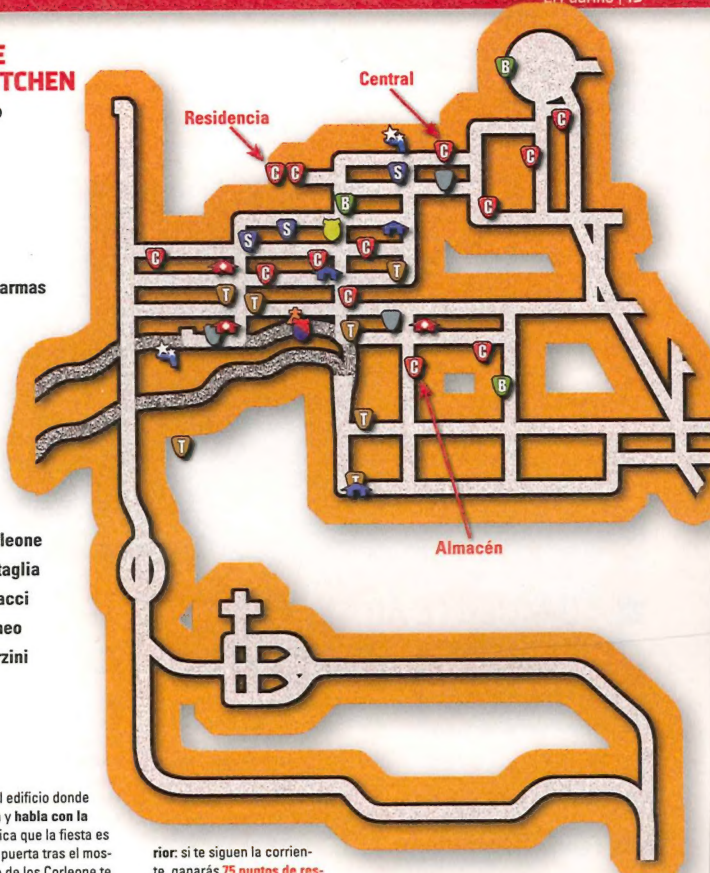 TCHEN
Central
Residencia
armas
Almacén
leone
taglia
acci
neo
rzini
l edificio donde
y habla con la
ica que la fiesta es
puerta tras el mos-
de los Corleone te
rior: si te siguen la corrien-
te, ganarás 75 puntos de res-
B
C
C
C
C
S
B
C
S
S
C
C
C
C
T
T
T
C
T
C
C
B
T
T
T